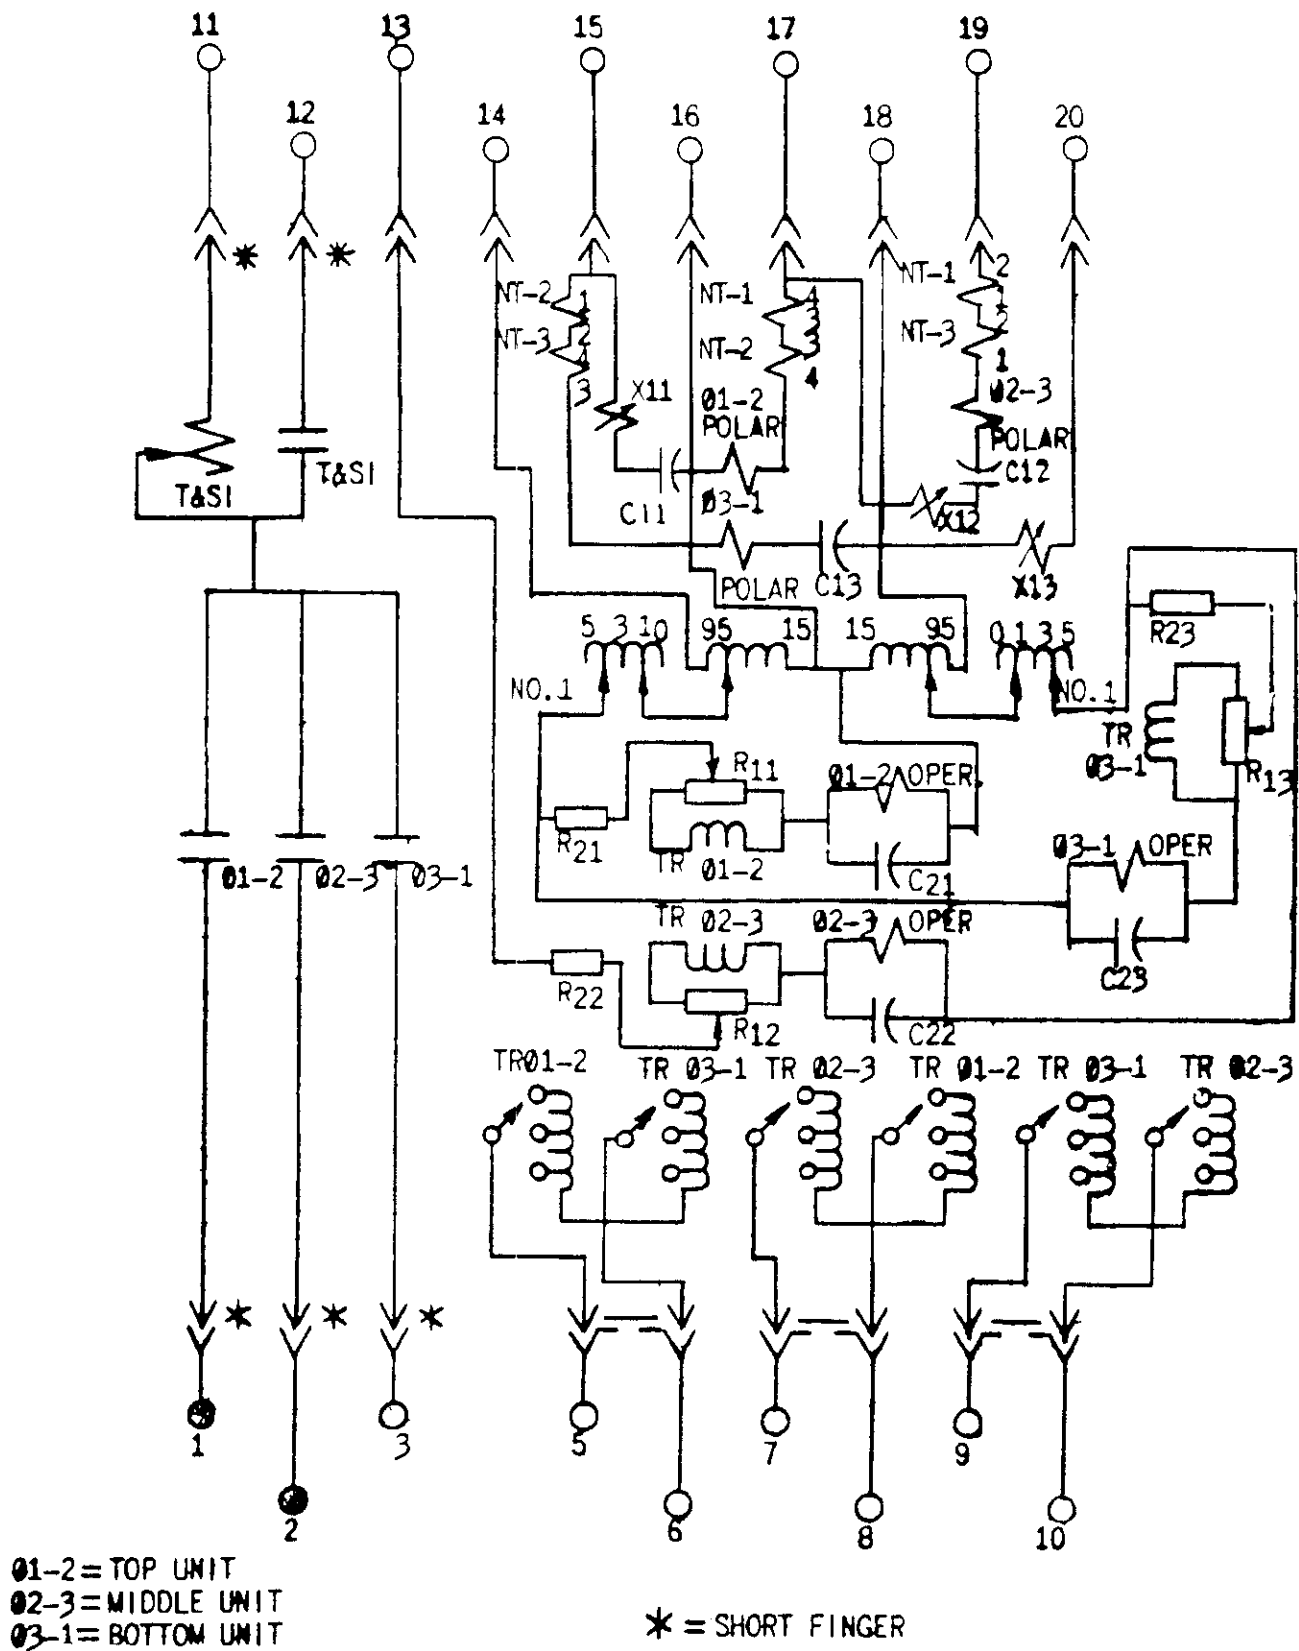 11 13 15 17 19
12 14 16 18 20
* *
NT-2 1
2
NT-3 4
3
NT-1 4
3
3
NT-2
4
NT-1 2
1
NT-3 2
1
X11
Ø1-2
POLAR
Ø2-3
POLAR
C12
T&SI
T&SI
C11
Ø3-1
X12
POLAR
C13
X13
5 3 1 0 95 15 15 95 0 1 3 5
R23
NO.1
NO.1
TR
Ø3-1
R13
R11
Ø1-2 OPER.
R21
TR Ø1-2
C21
Ø3-1 OPER
Ø1-2 Ø2-3 Ø3-1
TR Ø2-3
Ø2-3 OPER
C23
R22
R12
C22
TRØ1-2 TR Ø3-1 TR Ø2-3 TR Ø1-2 TR Ø3-1 TR Ø2-3
* * *
1 3 5 7 9
2 6 8 10
Ø1-2 = TOP UNIT
Ø2-3 = MIDDLE UNIT
Ø3-1 = BOTTOM UNIT
* = SHORT FINGER